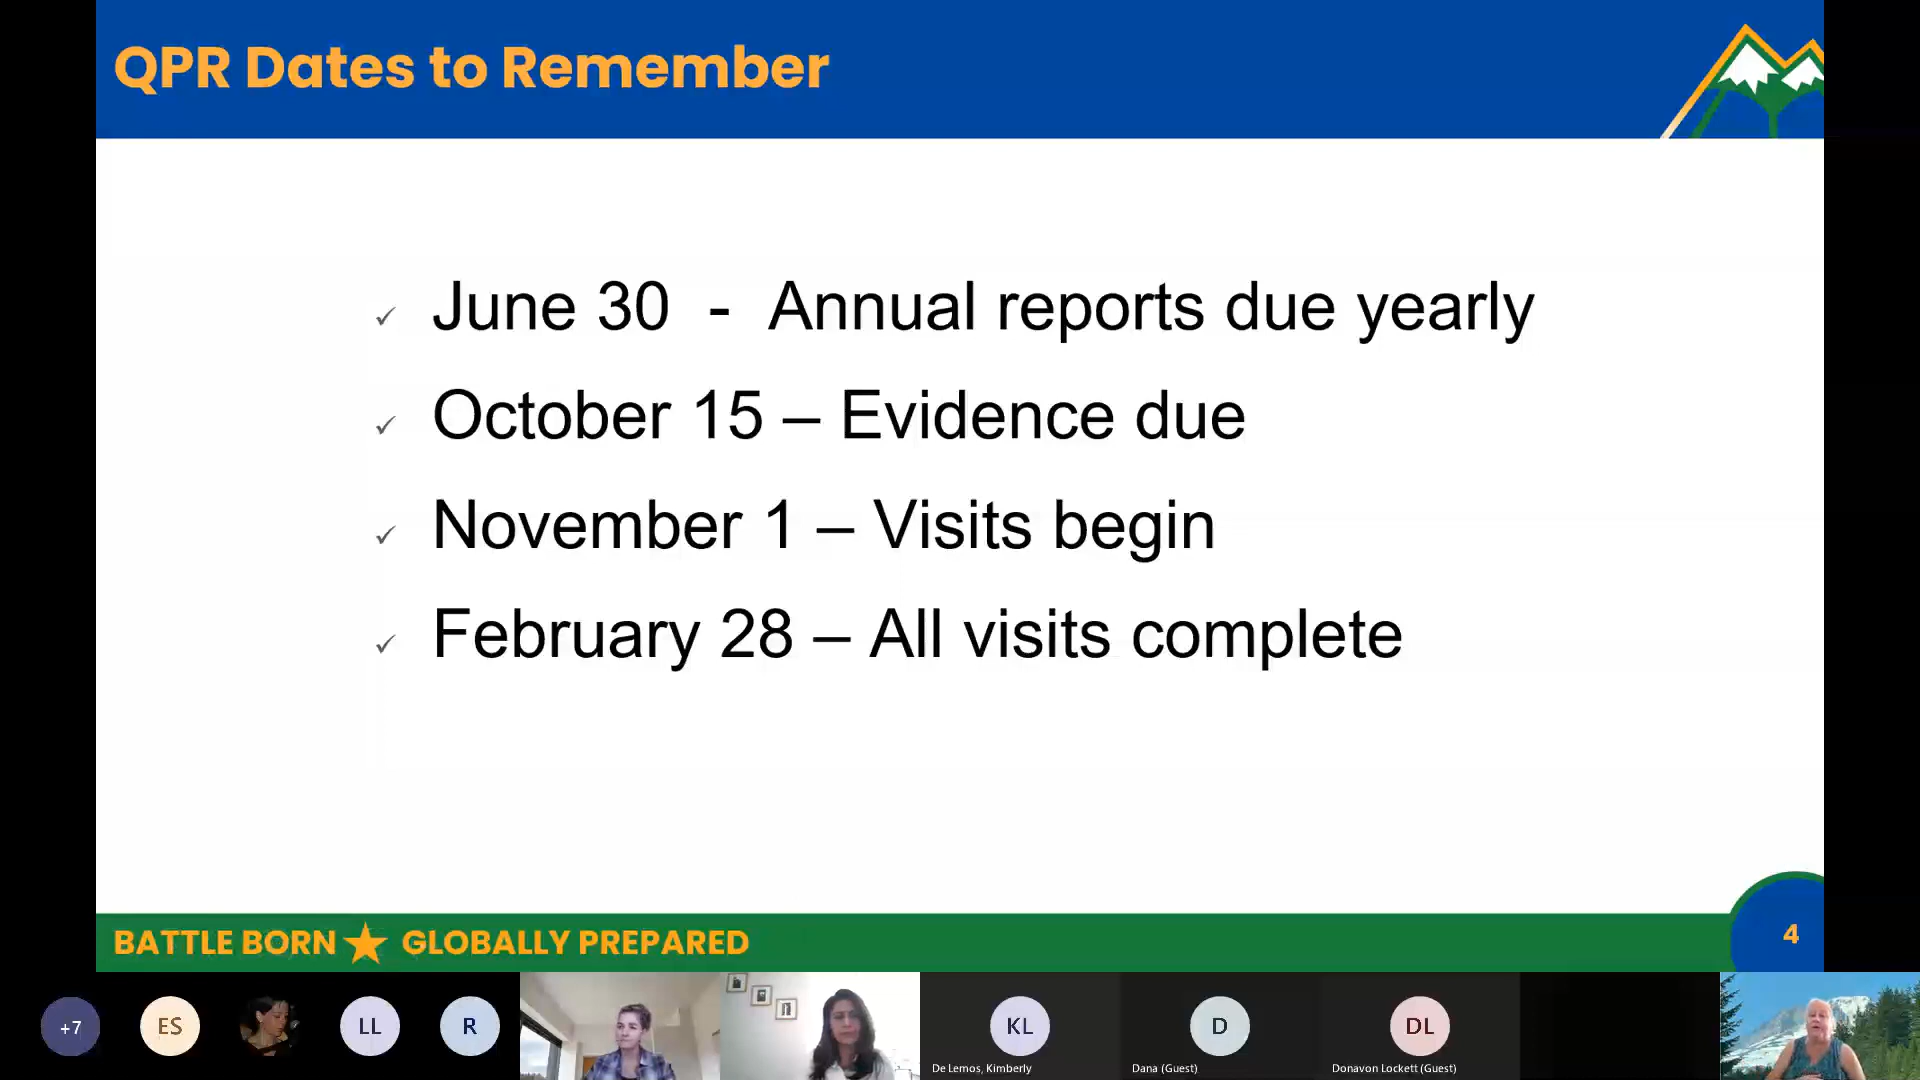 QPR Dates to Remember
✓ June 30 - Annual reports due yearly
✓ October 15 – Evidence due
✓ November 1 – Visits begin
✓ February 28 – All visits complete
BATTLE BORN ★ GLOBALLY PREPARED
4
+7
ES
LL
R
KL
D
DL
De Lemos, Kimberly
Dana (Guest)
Donavon Lockett (Guest)